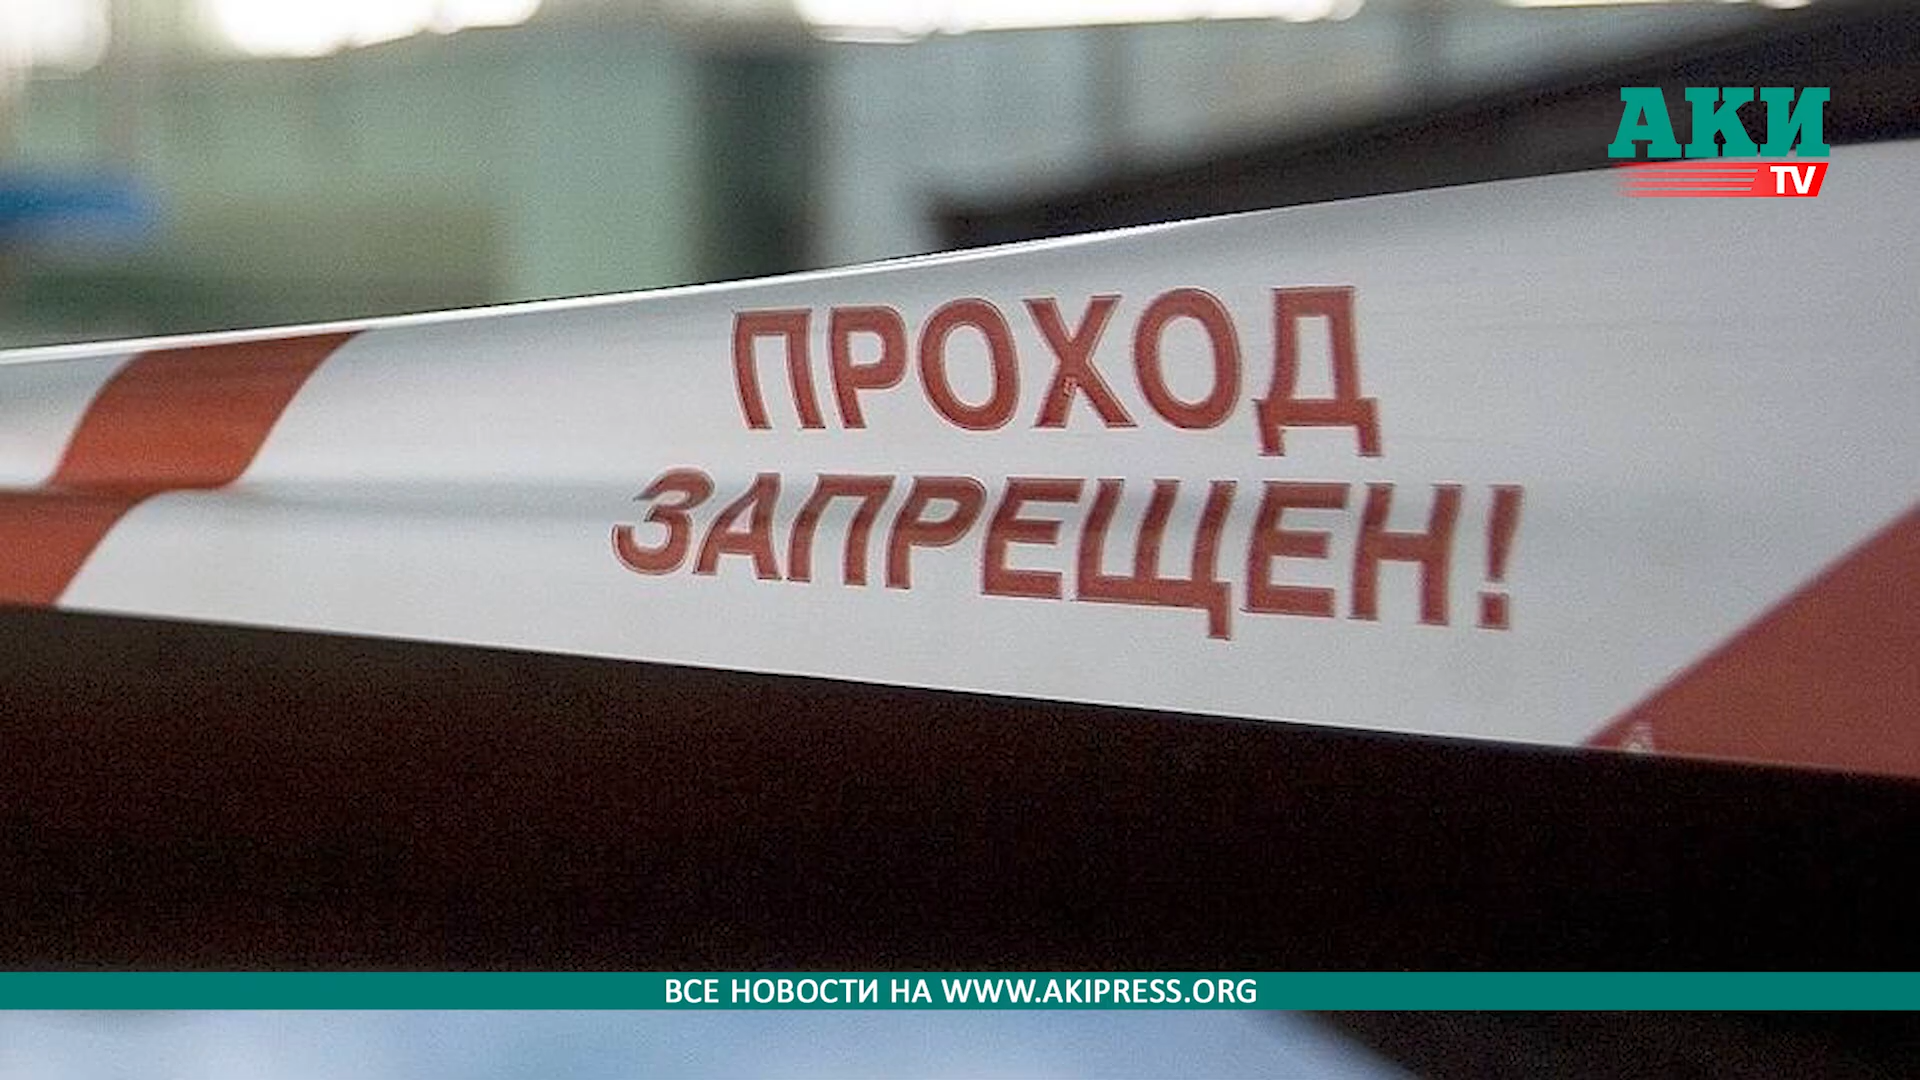 АКИ
TV
ПРОХОД
ЗАПРЕЩЕН!
ВСЕ НОВОСТИ НА WWW.AKIPRESS.ORG